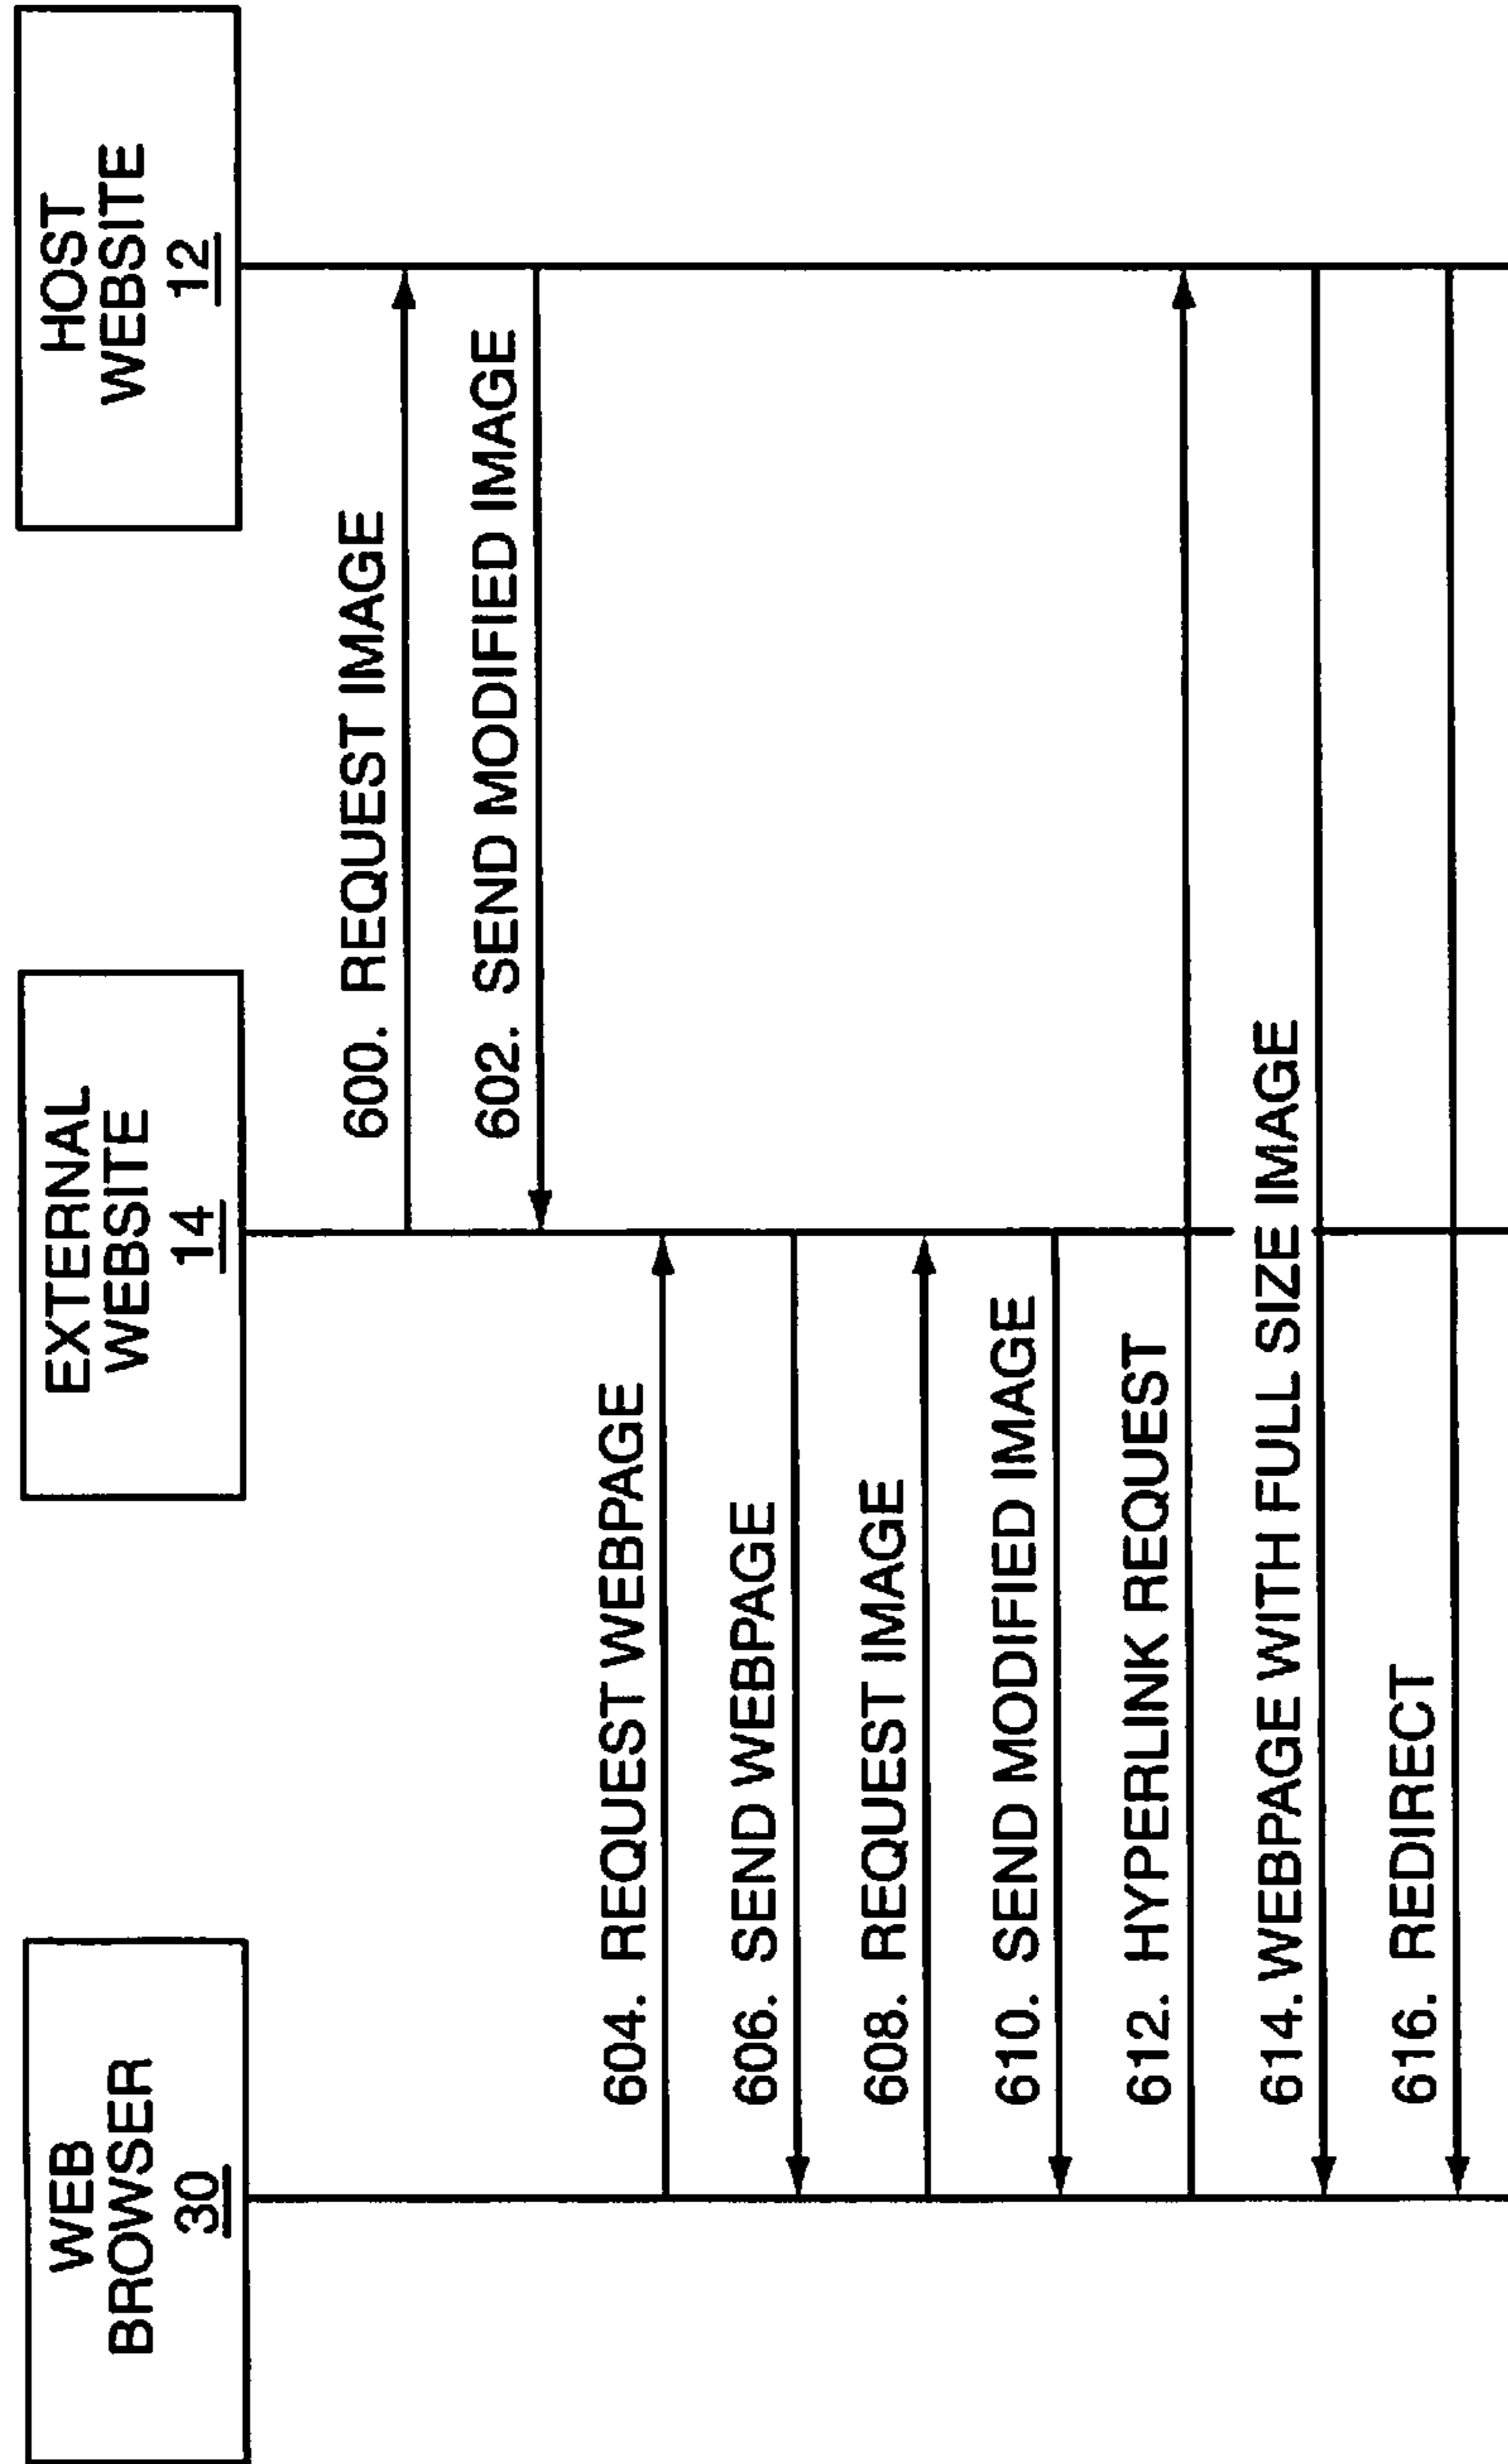 WEB
BROWSER
30
EXTERNAL
WEBSITE
14
HOST
WEBSITE
12
600. REQUEST IMAGE
602. SEND MODIFIED IMAGE
604. REQUEST WEBPAGE
606. SEND WEBPAGE
608. REQUEST IMAGE
610. SEND MODIFIED IMAGE
612. HYPERLINK REQUEST
614. WEBPAGE WITH FULL SIZE IMAGE
616. REDIRECT